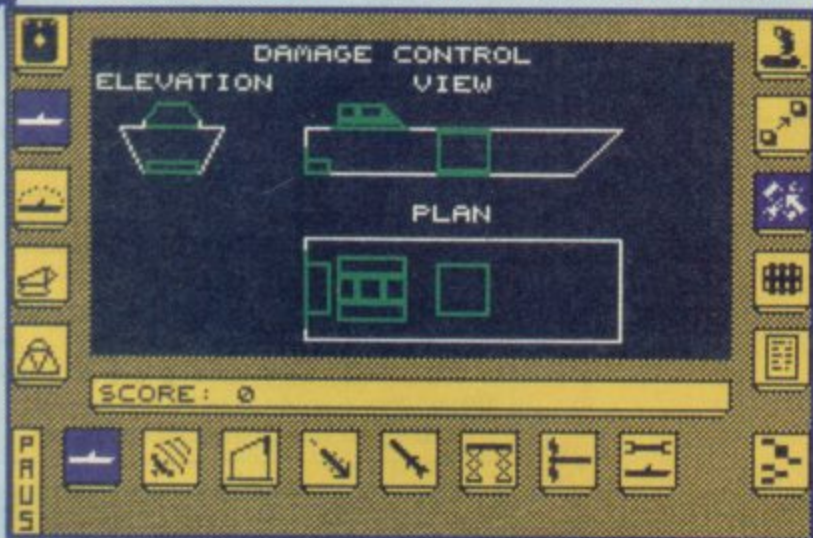 DAMAGE CONTROL
ELEVATION VIEW
PLAN
SCORE: 0
PAUS